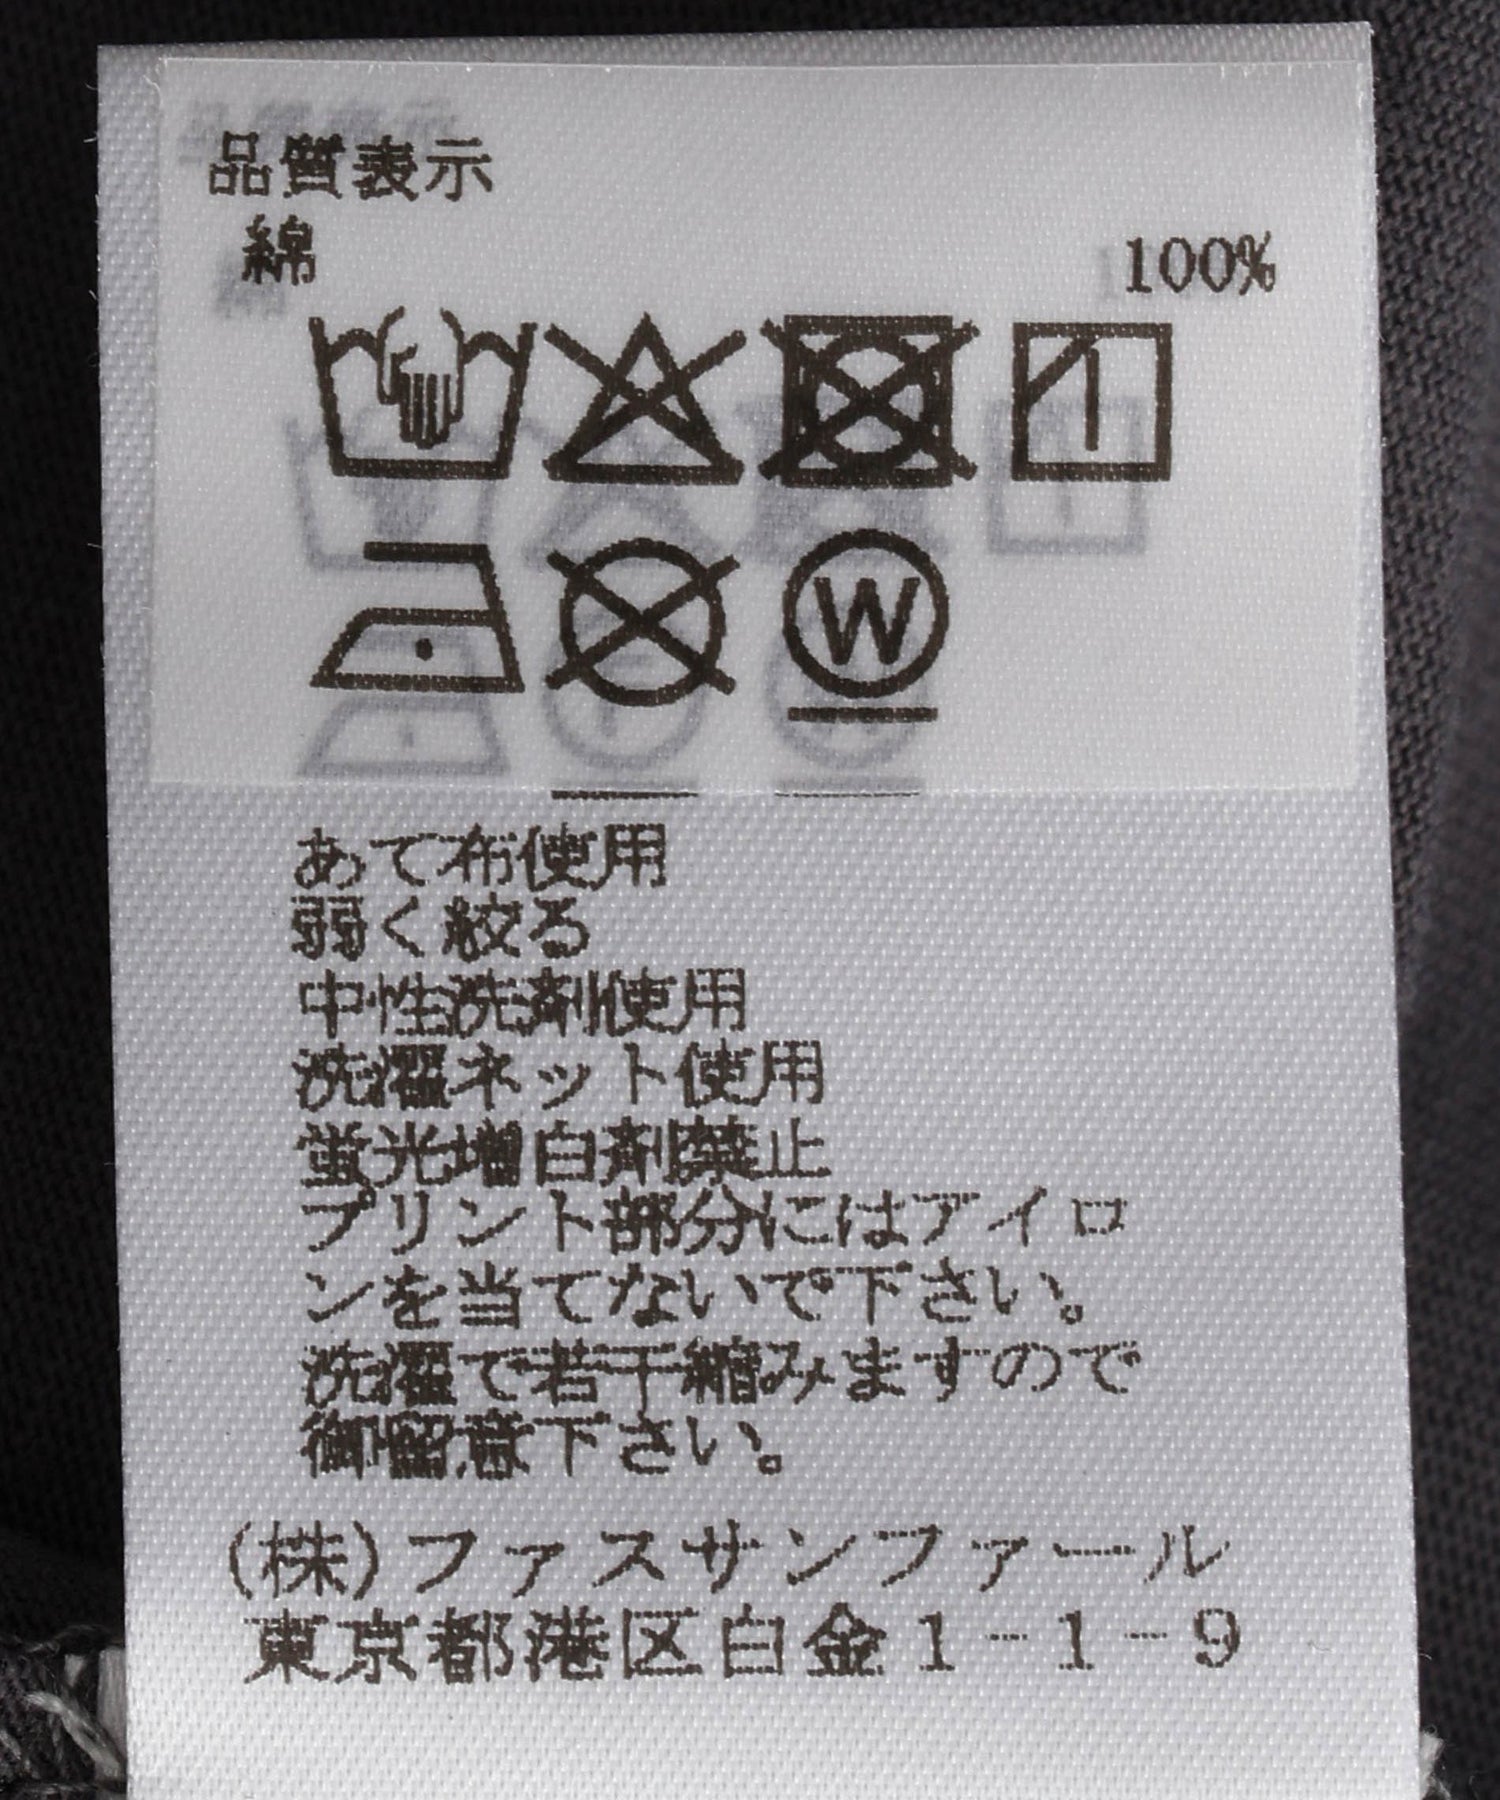 品質表示
綿 100%
W
あて布使用
弱く絞る
中性洗剤使用
洗濯ネット使用
蛍光増白剤禁止
プリント部分にはアイロ
ンを当てないで下さい。
洗濯で若干縮みますので
御留意下さい。
(株)ファスサンファール
東京都港区白金1-1-9